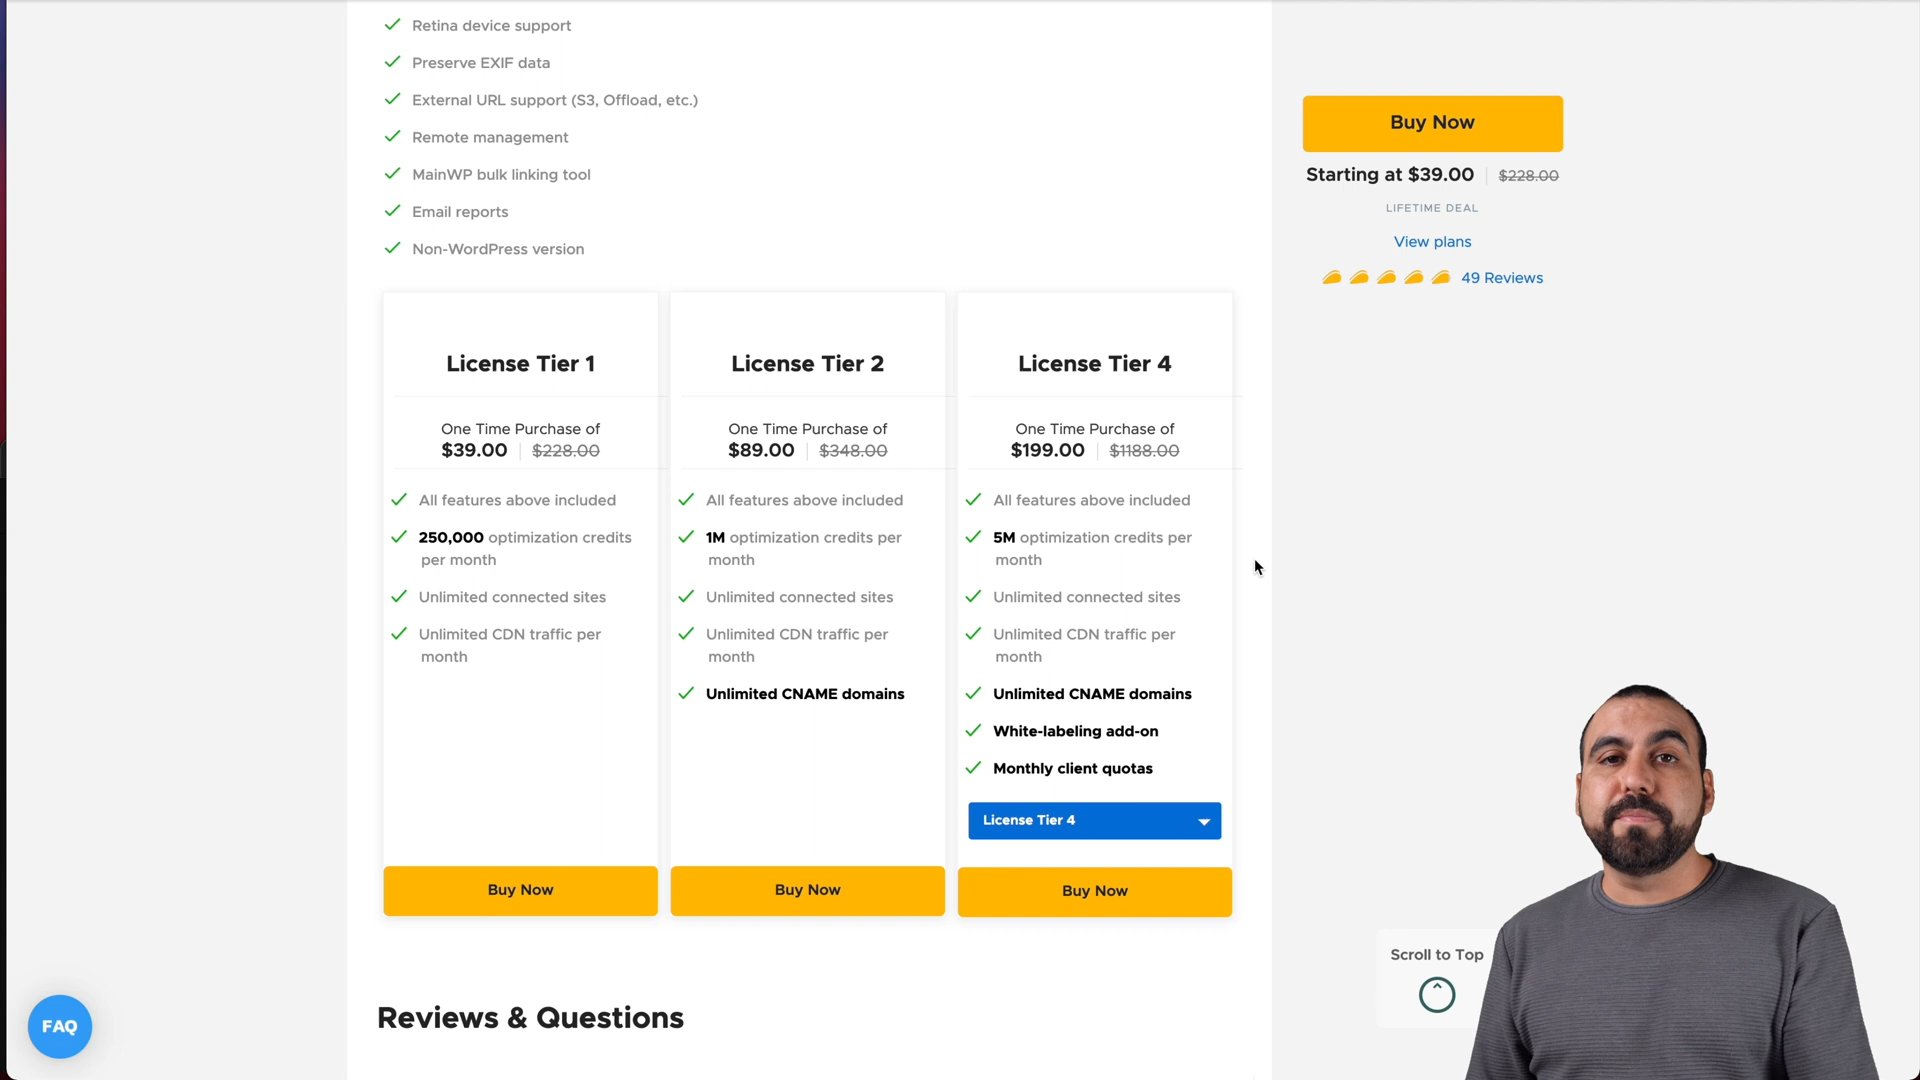 Retina device support
Preserve EXIF data
External URL support (S3, Offload, etc.)
Remote management
MainWP bulk linking tool
Email reports
Non-WordPress version
Buy Now
Starting at $39.00 $228.00
LIFETIME DEAL
View plans
49 Reviews
License Tier 1
One Time Purchase of
$39.00 $228.00
All features above included
250,000 optimization credits
per month
Unlimited connected sites
Unlimited CDN traffic per
month
Buy Now
License Tier 2
One Time Purchase of
$89.00 $348.00
All features above included
1M optimization credits per
month
Unlimited connected sites
Unlimited CDN traffic per
month
Unlimited CNAME domains
Buy Now
License Tier 4
One Time Purchase of
$199.00 $1188.00
All features above included
5M optimization credits per
month
Unlimited connected sites
Unlimited CDN traffic per
month
Unlimited CNAME domains
White-labeling add-on
Monthly client quotas
License Tier 4
Buy Now
Scroll to Top
Reviews & Questions
FAQ